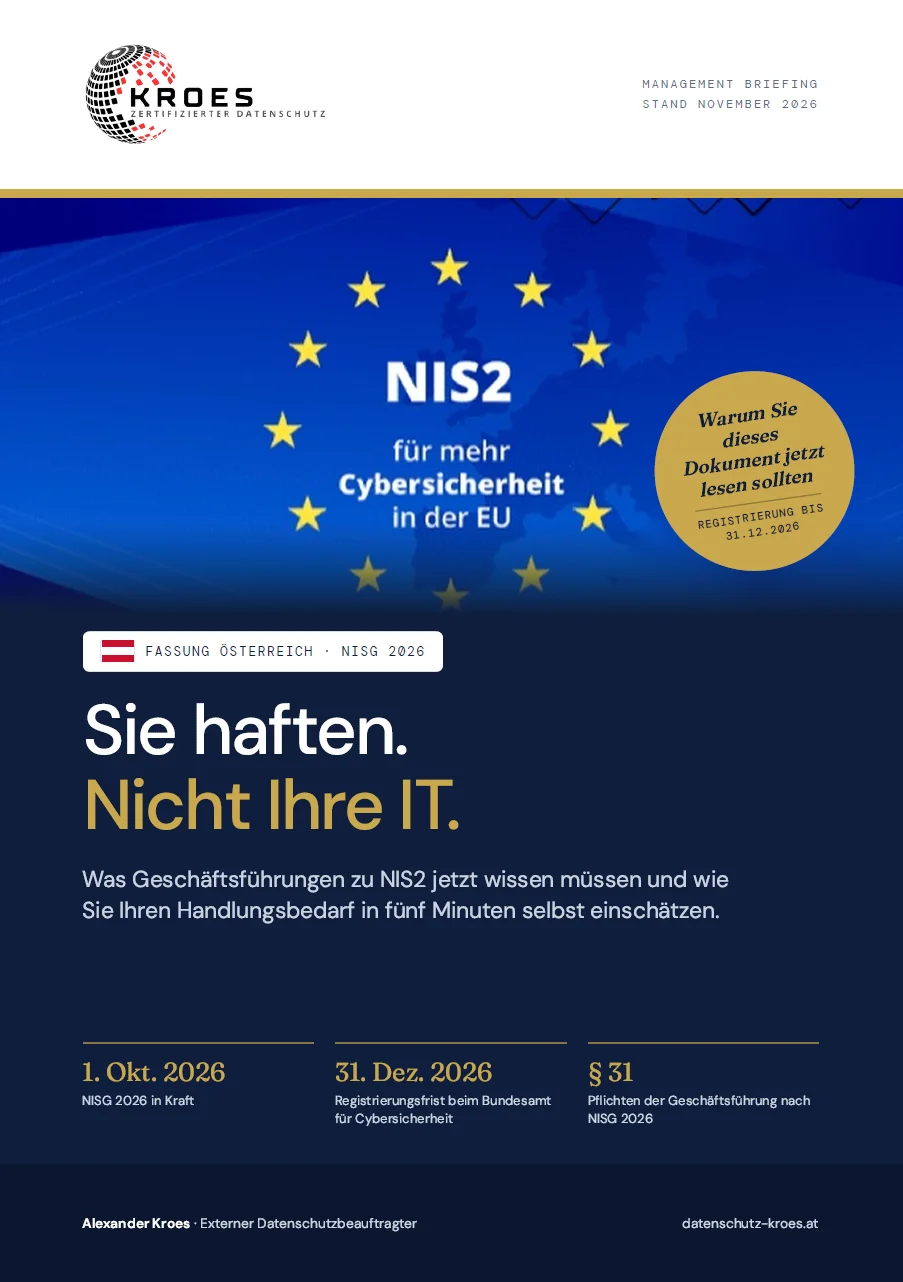 KROES
ZERTIFIZIERTER DATENSCHUTZ
MANAGEMENT BRIEFING
STAND NOVEMBER 2026
NIS2
für mehr
Cybersicherheit
in der EU
Warum Sie
dieses
Dokument jetzt
lesen sollten
REGISTRIERUNG BIS
31.12.2026
FASSUNG ÖSTERREICH · NISG 2026
Sie haften.
Nicht Ihre IT.
Was Geschäftsführungen zu NIS2 jetzt wissen müssen und wie
Sie Ihren Handlungsbedarf in fünf Minuten selbst einschätzen.
1. Okt. 2026
NISG 2026 in Kraft
31. Dez. 2026
Registrierungsfrist beim Bundesamt
für Cybersicherheit
§ 31
Pflichten der Geschäftsführung nach
NISG 2026
Alexander Kroes · Externer Datenschutzbeauftragter
datenschutz-kroes.at